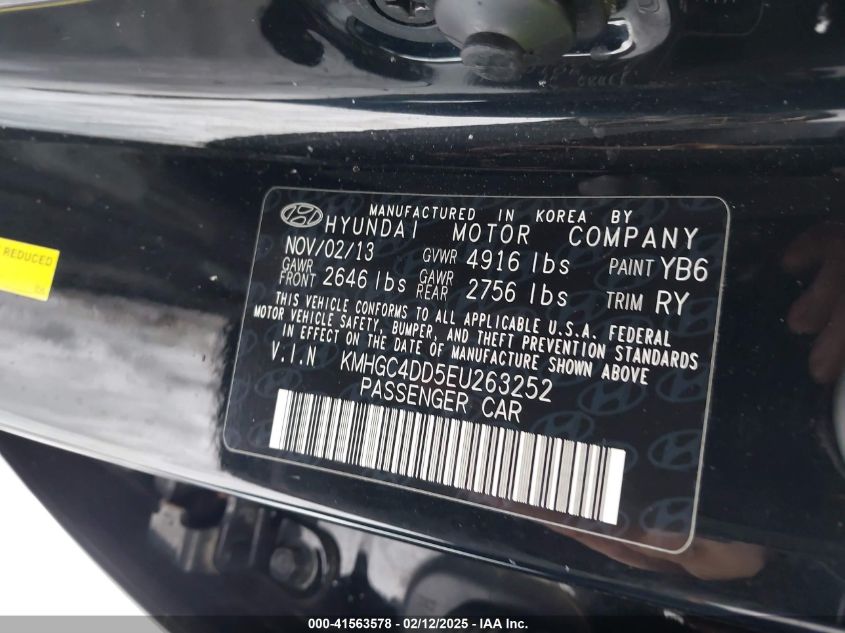 REDUCED
MANUFACTURED IN KOREA BY
HYUNDAI MOTOR COMPANY
NOV/02/13 GVWR 4916 lbs PAINT YB6
GAWR FRONT 2646 lbs GAWR REAR 2756 lbs TRIM RY
THIS VEHICLE CONFORMS TO ALL APPLICABLE U.S.A. FEDERAL
MOTOR VEHICLE SAFETY, BUMPER, AND THEFT PREVENTION STANDARDS
IN EFFECT ON THE DATE OF MANUFACTURE SHOWN ABOVE
V.I.N KMHGC4DD5EU263252
PASSENGER CAR
000-41563578 - 02/12/2025 - IAA Inc.